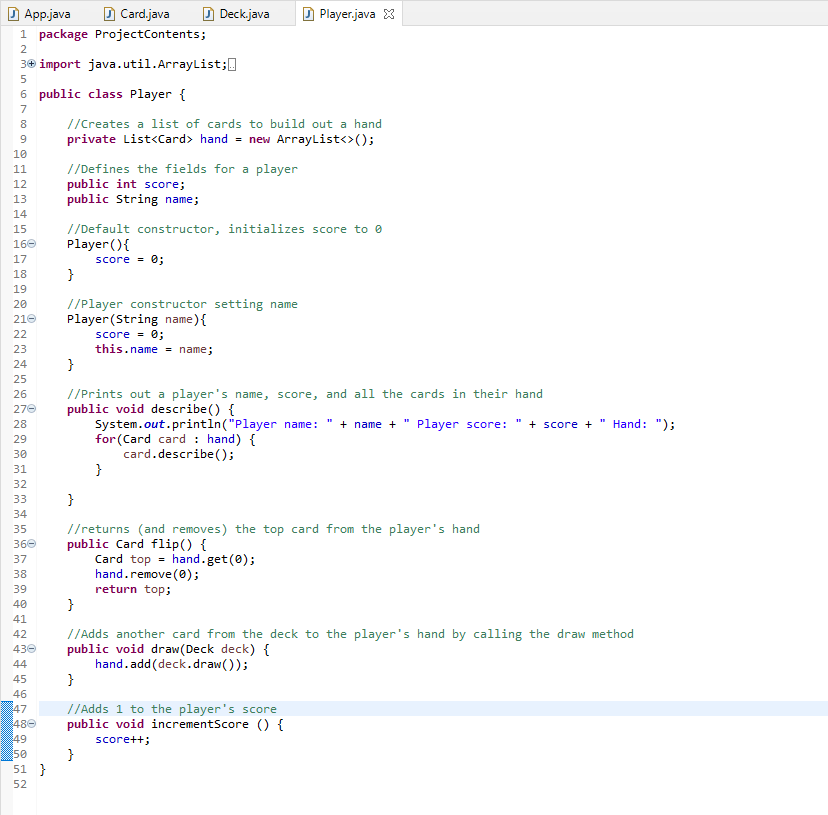 App.java Card.java Deck.java Player.java
1 package ProjectContents;
2
3 import java.util.ArrayList;
5
6 public class Player {
7
8     //Creates a list of cards to build out a hand
9     private List<Card> hand = new ArrayList<>();
10
11     //Defines the fields for a player
12     public int score;
13     public String name;
14
15     //Default constructor, initializes score to 0
16     Player(){
17         score = 0;
18     }
19
20     //Player constructor setting name
21     Player(String name){
22         score = 0;
23         this.name = name;
24     }
25
26     //Prints out a player's name, score, and all the cards in their hand
27     public void describe() {
28         System.out.println("Player name: " + name + " Player score: " + score + " Hand: ");
29         for(Card card : hand) {
30             card.describe();
31         }
32
33     }
34
35     //returns (and removes) the top card from the player's hand
36     public Card flip() {
37         Card top = hand.get(0);
38         hand.remove(0);
39         return top;
40     }
41
42     //Adds another card from the deck to the player's hand by calling the draw method
43     public void draw(Deck deck) {
44         hand.add(deck.draw());
45     }
46
47     //Adds 1 to the player's score
48     public void incrementScore () {
49         score++;
50     }
51 }
52